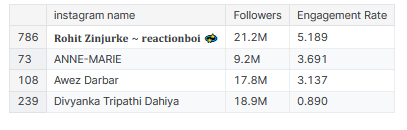 instagram name Followers Engagement Rate
786 Rohit Zinjurke ~ reactionboi 21.2M 5.189
73 ANNE-MARIE 9.2M 3.691
108 Awez Darbar 17.8M 3.137
239 Divyanka Tripathi Dahiya 18.9M 0.890